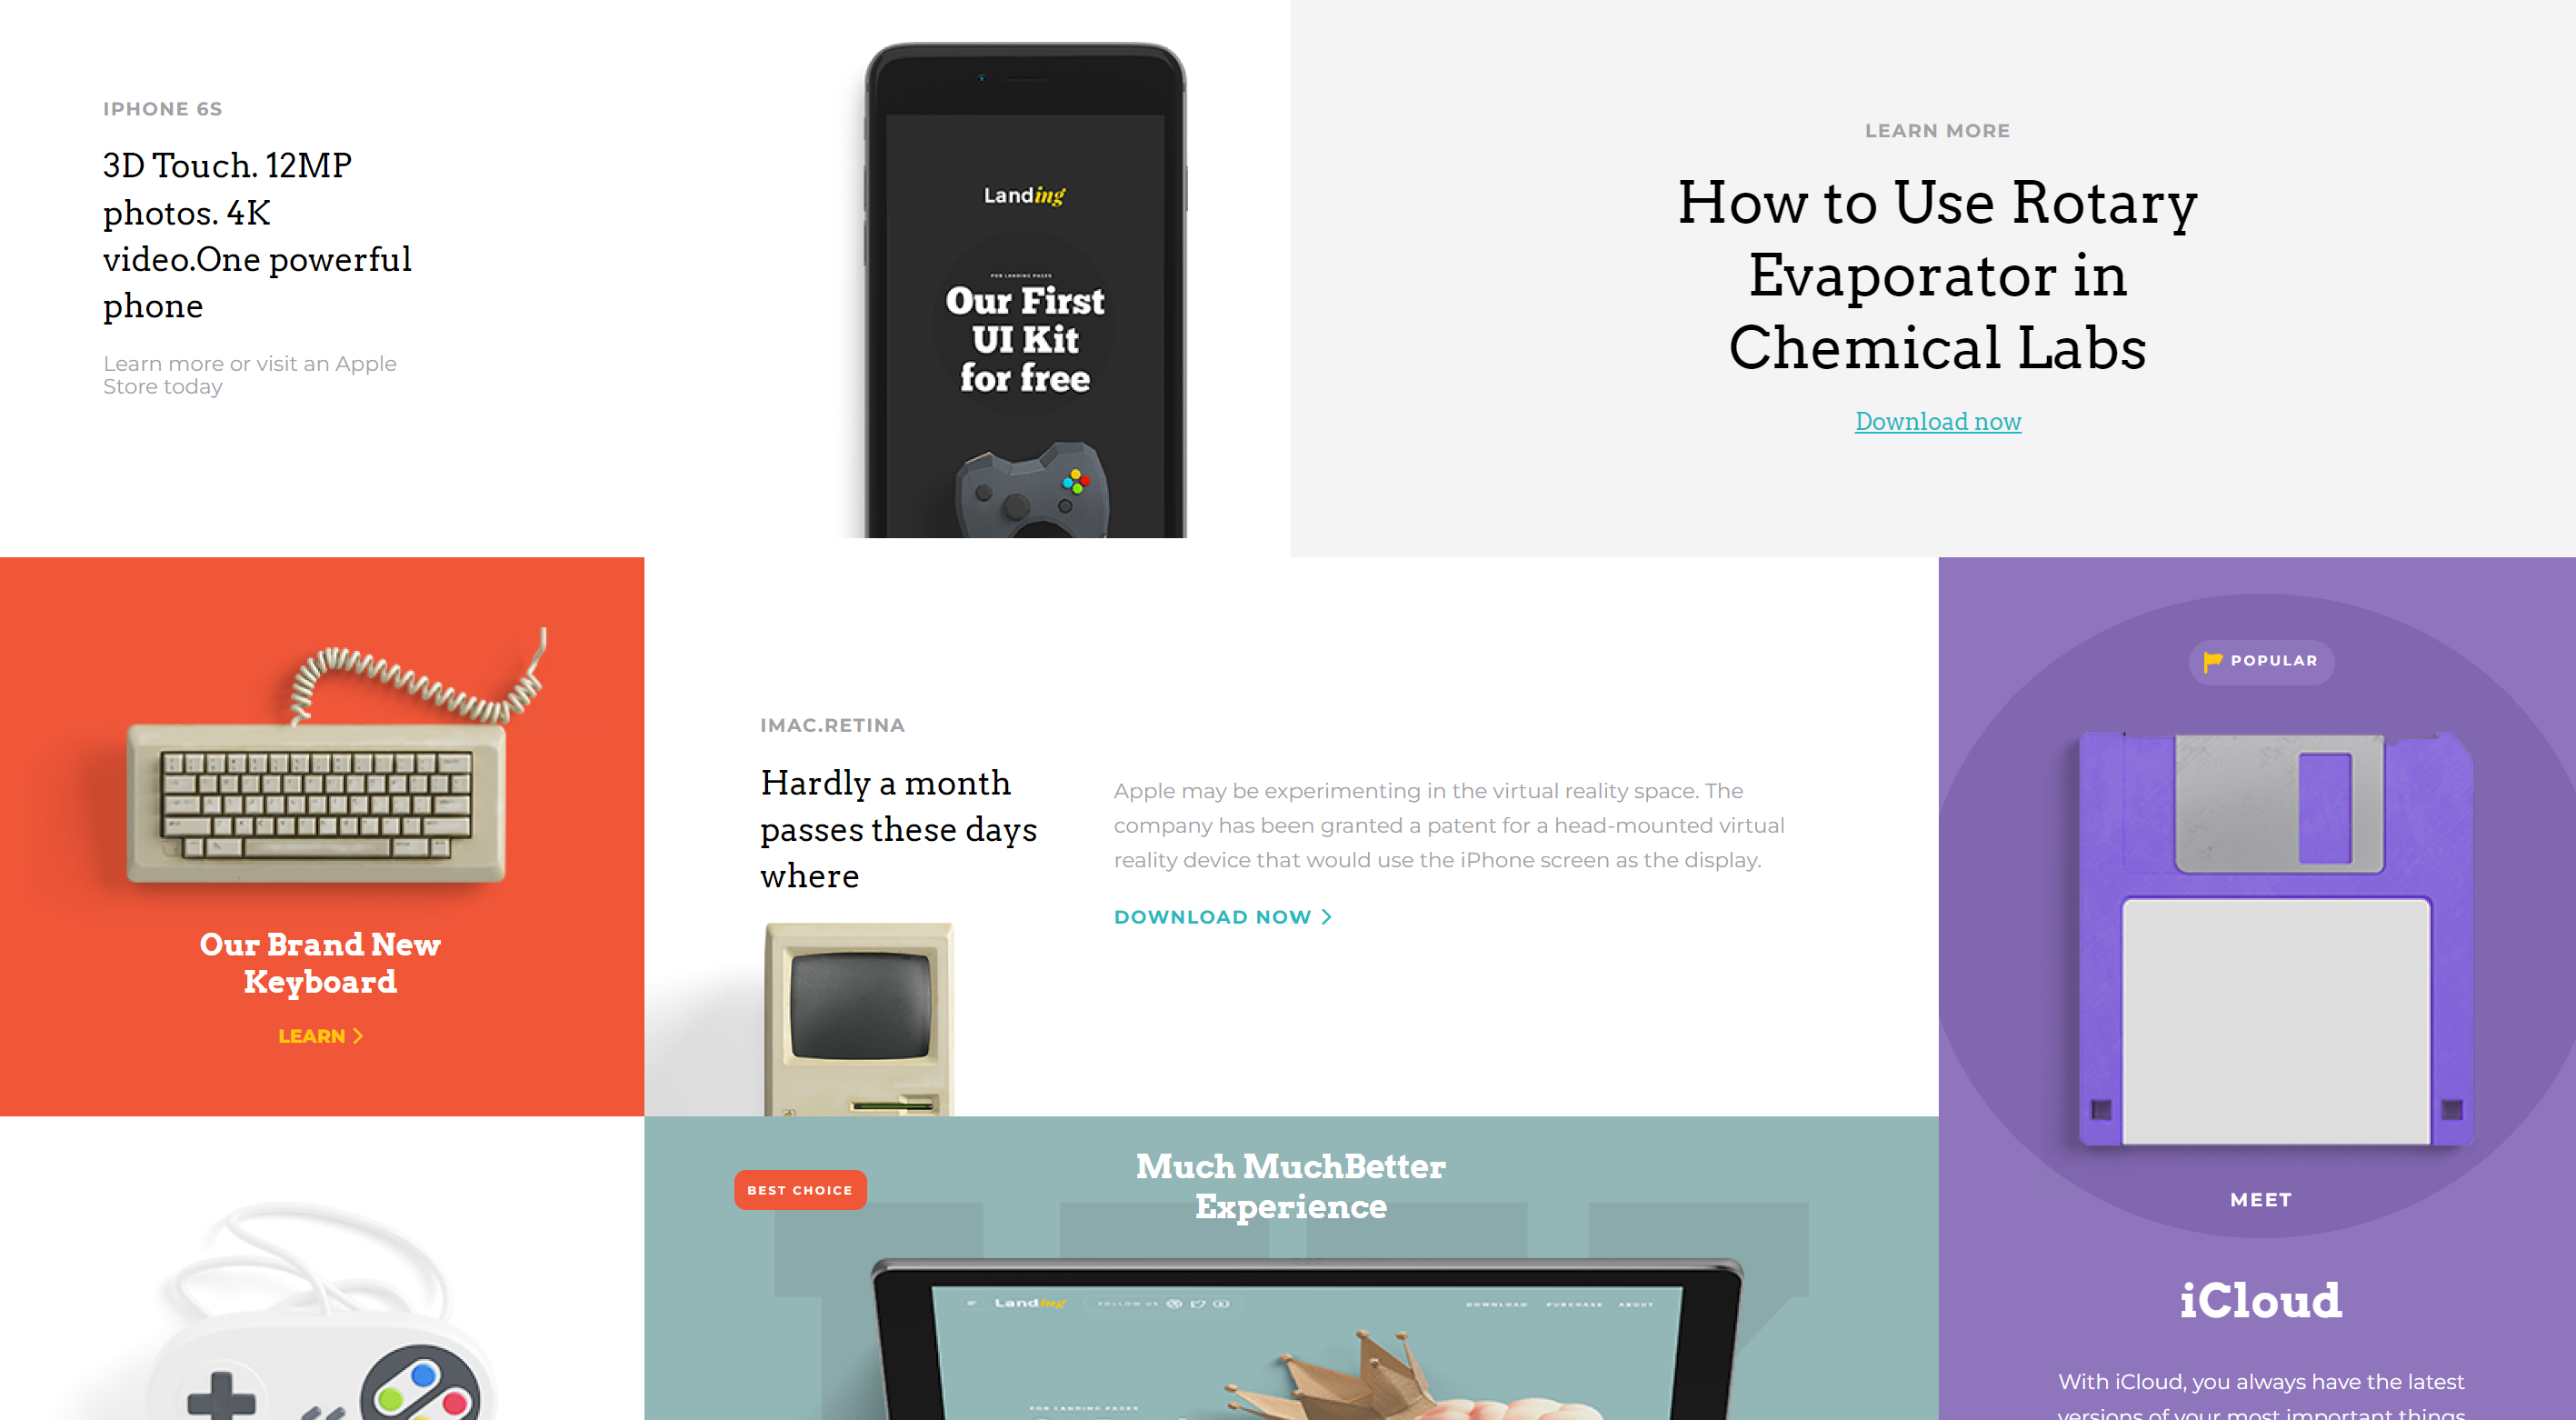 IPHONE 6S
3D Touch. 12MP
photos. 4K
video.One powerful
phone
Learn more or visit an Apple
Store today
Landing
FOR LANDING PAGES
Our First
UI Kit
for free
LEARN MORE
How to Use Rotary
Evaporator in
Chemical Labs
Download now
Our Brand New
Keyboard
LEARN
IMAC.RETINA
Hardly a month
passes these days
where
Apple may be experimenting in the virtual reality space. The
company has been granted a patent for a head-mounted virtual
reality device that would use the iPhone screen as the display.
DOWNLOAD NOW
POPULAR
MEET
iCloud
With iCloud, you always have the latest
versions of your most important things
BEST CHOICE
Much MuchBetter
Experience
Landing
FOLLOW US
DOWNLOAD
PURCHASE
ABOUT
FOR LANDING PAGES